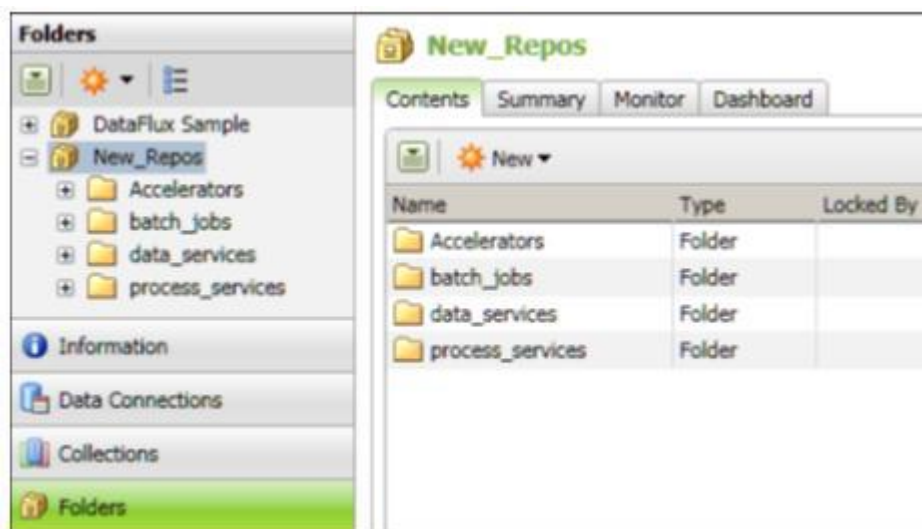 Folders
DataFlux Sample
New_Repos
Accelerators
batch_jobs
data_services
process_services
Information
Data Connections
Collections
Folders
New_Repos
Contents Summary Monitor Dashboard
New
Name Type Locked By
Accelerators Folder
batch_jobs Folder
data_services Folder
process_services Folder